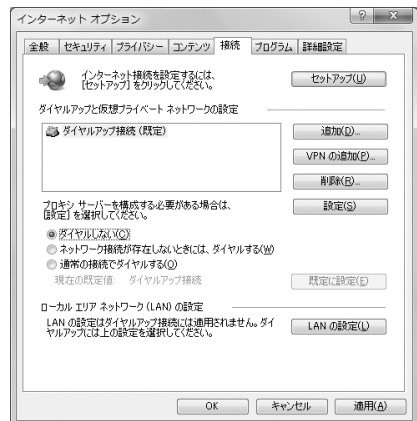 インターネット オプション
全般 セキュリティ プライバシー コンテンツ 接続 プログラム 詳細設定
インターネット接続を設定するには、
[セットアップ] をクリックしてください。
セットアップ(U)
ダイヤルアップと仮想プライベート ネットワークの設定
ダイヤルアップ接続 (既定)
追加(D)...
VPN の追加(P)...
削除(R)...
プロキシ サーバーを構成する必要がある場合は、
[設定] を選択してください。
設定(S)
ダイヤルしない(C)
ネットワーク接続が存在しないときには、ダイヤルする(W)
通常の接続でダイヤルする(O)
現在の既定値: ダイヤルアップ接続
既定に設定(E)
ローカル エリア ネットワーク (LAN) の設定
LAN の設定はダイヤルアップ接続には適用されません。ダイ
ヤルアップには上の設定を選択してください。
LAN の設定(L)
OK キャンセル 適用(A)